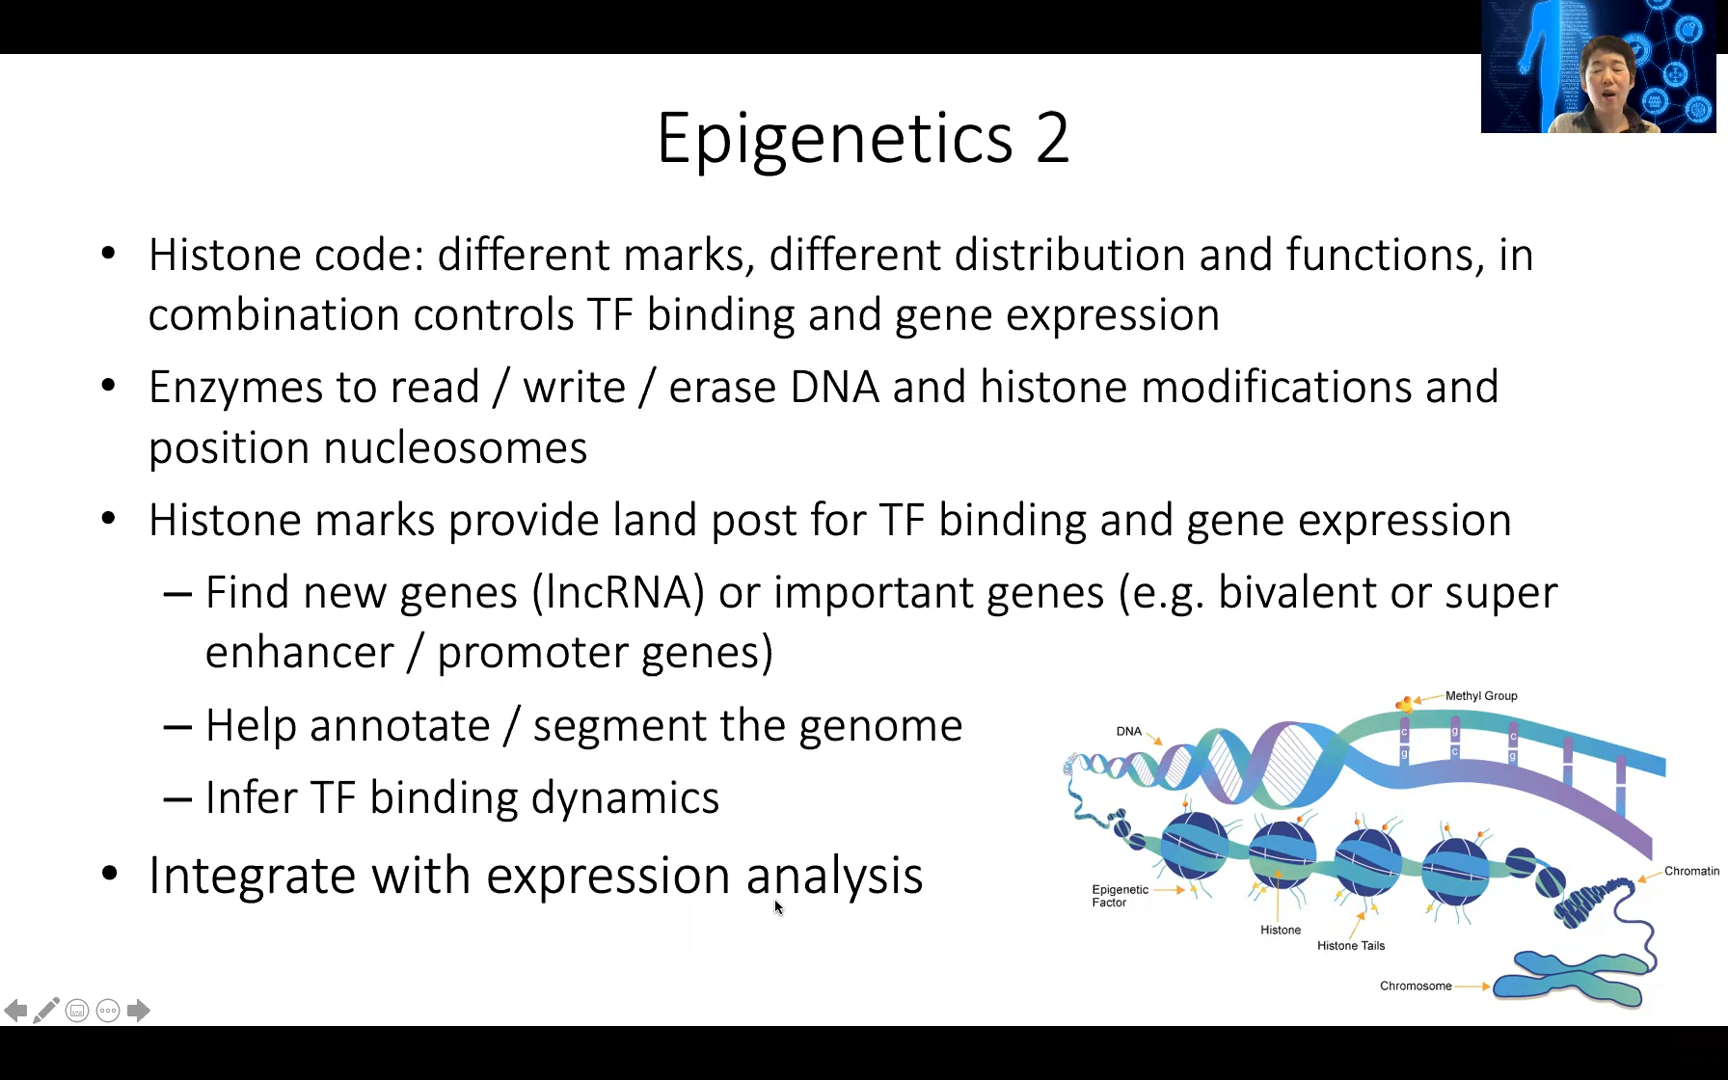 Epigenetics 2
• Histone code: different marks, different distribution and functions, in
combination controls TF binding and gene expression
• Enzymes to read / write / erase DNA and histone modifications and
position nucleosomes
• Histone marks provide land post for TF binding and gene expression
– Find new genes (lncRNA) or important genes (e.g. bivalent or super
enhancer / promoter genes)
– Help annotate / segment the genome
– Infer TF binding dynamics
• Integrate with expression analysis
Methyl Group
DNA
c g c
g c g
Chromatin
Epigenetic
Factor
Histone
Histone Tails
Chromosome